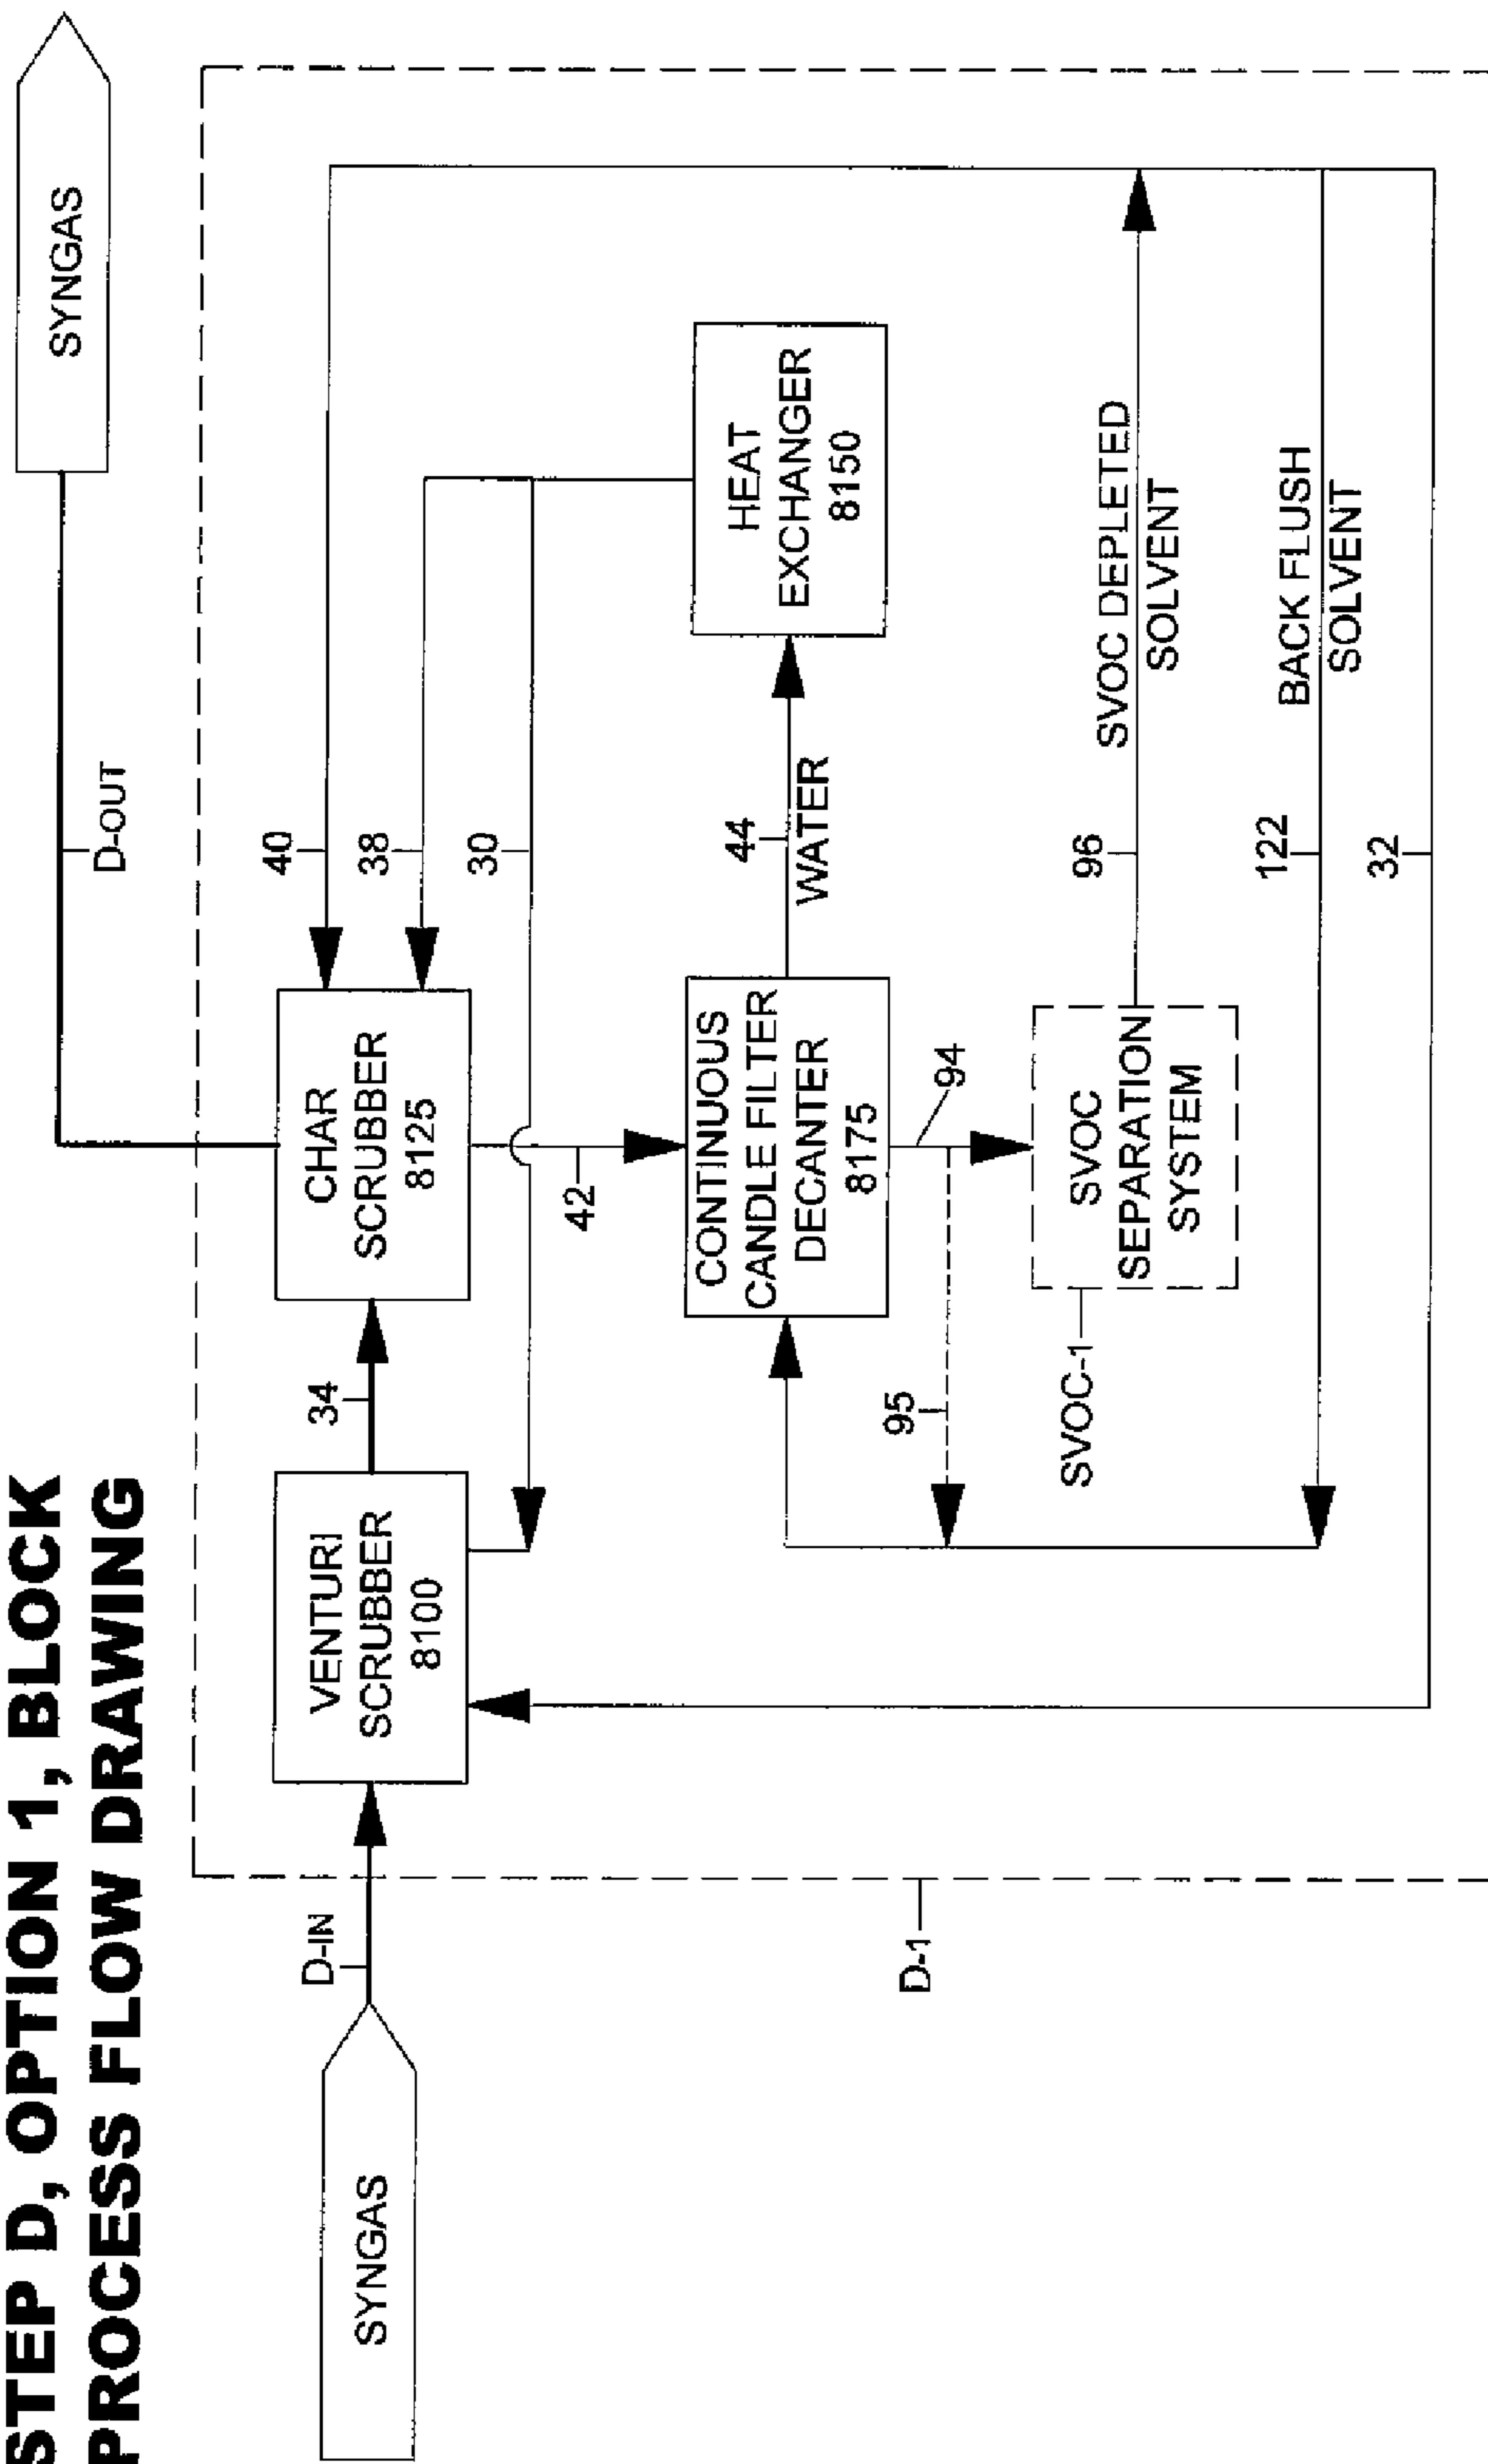 STEP D, OPTION 1, BLOCK
PROCESS FLOW DRAWING
SYNGAS
D-IN
D-1
VENTURI
SCRUBBER
8100
34
CHAR
SCRUBBER
8125
D-OUT
SYNGAS
40
38
30
42
CONTINUOUS
CANDLE FILTER
DECANTER
8175
44
WATER
HEAT
EXCHANGER
8150
95
94
SVOC-1
SVOC
SEPARATION
SYSTEM
96
SVOC DEPLETED
SOLVENT
122
BACK FLUSH
SOLVENT
32